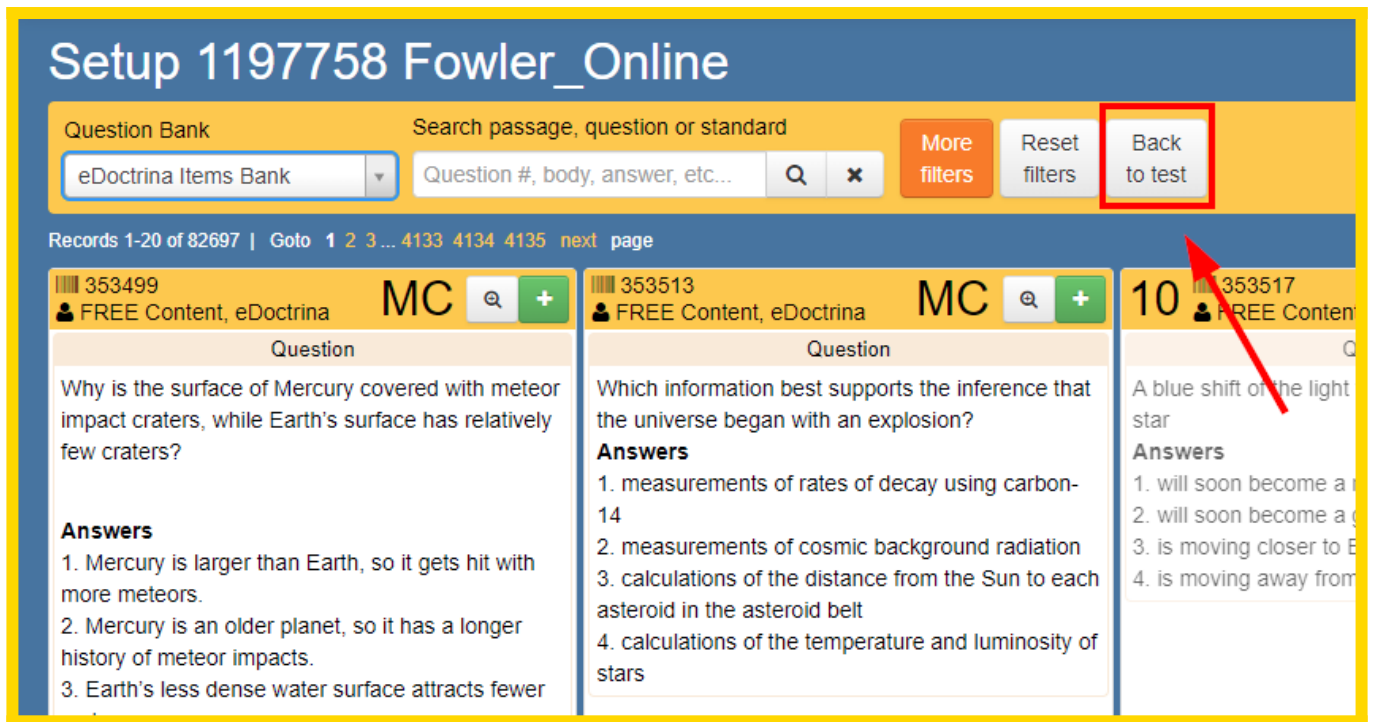 Setup 1197758 Fowler_Online
Question Bank
Search passage, question or standard
eDoctrina Items Bank
Question #, body, answer, etc...
More
filters
Reset
filters
Back
to test
Records 1-20 of 82697 | Goto 1 2 3 ... 4133 4134 4135 next page
353499
FREE Content, eDoctrina
MC
Question
Why is the surface of Mercury covered with meteor
impact craters, while Earth's surface has relatively
few craters?
Answers
1. Mercury is larger than Earth, so it gets hit with
more meteors.
2. Mercury is an older planet, so it has a longer
history of meteor impacts.
3. Earth's less dense water surface attracts fewer
353513
FREE Content, eDoctrina
MC
Question
Which information best supports the inference that
the universe began with an explosion?
Answers
1. measurements of rates of decay using carbon-
14
2. measurements of cosmic background radiation
3. calculations of the distance from the Sun to each
asteroid in the asteroid belt
4. calculations of the temperature and luminosity of
stars
10
353517
FREE Conten
A blue shift of the light
star
Answers
1. will soon become a
2. will soon become a
3. is moving closer to
4. is moving away from